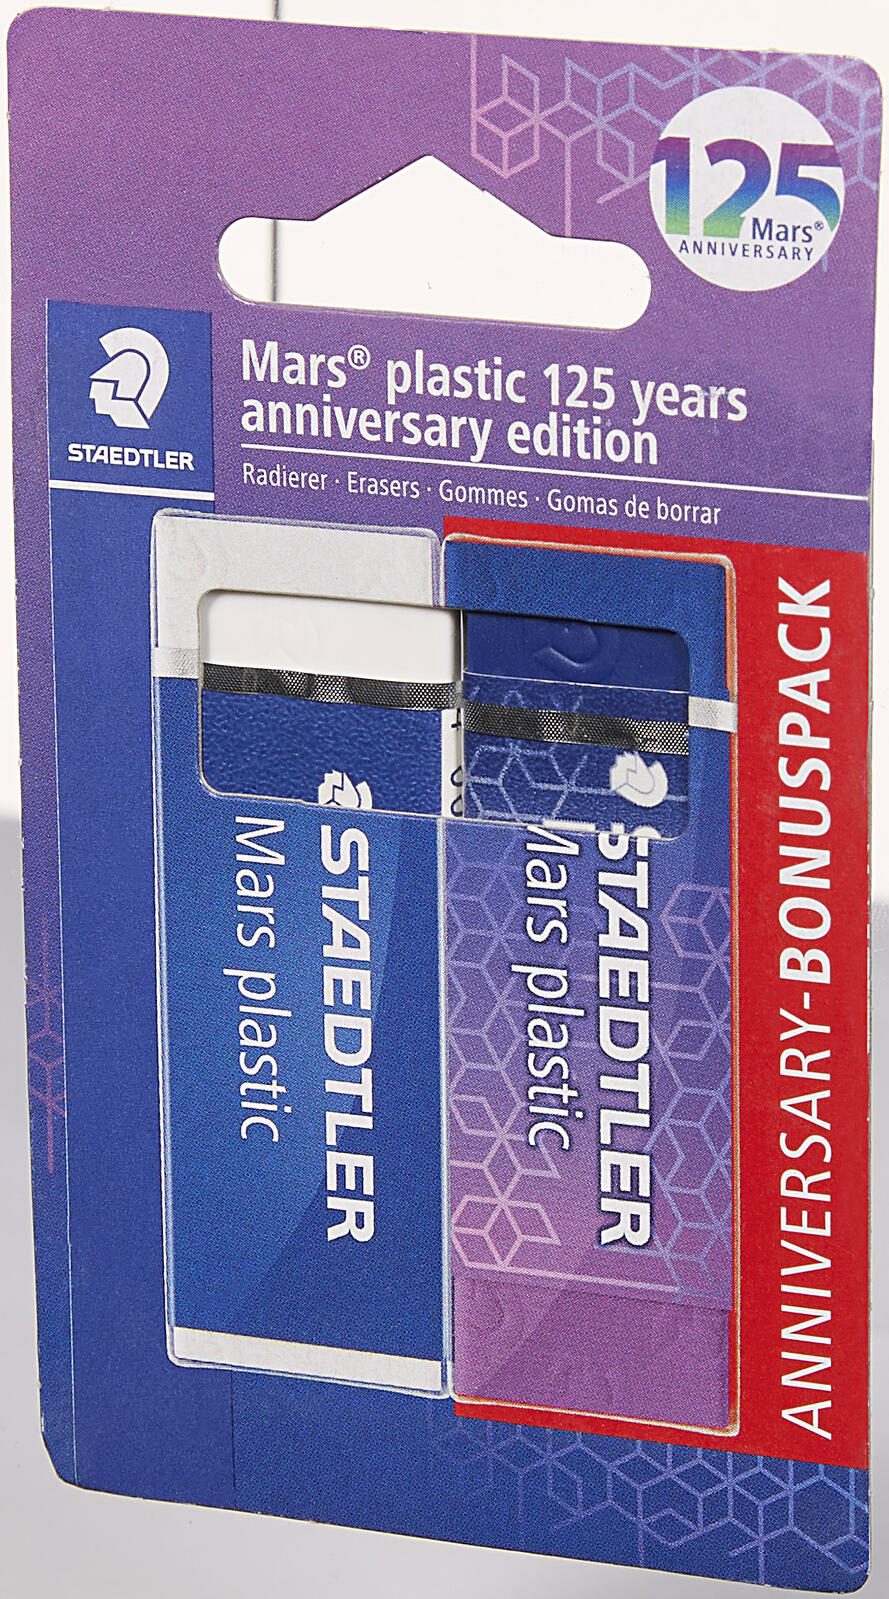 125
Mars®
ANNIVERSARY
STAEDTLER
Mars® plastic 125 years
anniversary edition
Radierer · Erasers · Gommes · Gomas de borrar
STAEDTLER
Mars plastic
STAEDTLER
Mars plastic
ANNIVERSARY-BONUSPACK